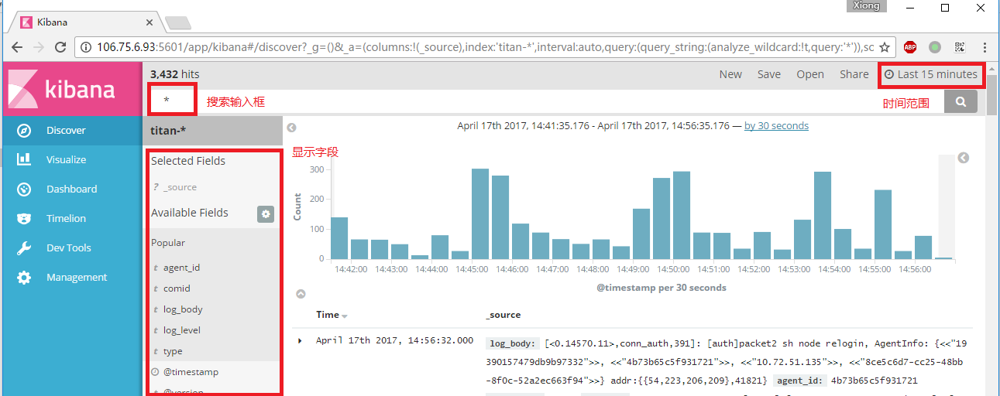 Xiong
Kibana
106.75.6.93:5601/app/kibana#/discover?_g=()&_a=(columns:!(_source),index:'titan-*',interval:auto,query:(query_string:(analyze_wildcard:!t,query:'*')),sc
ABP
kibana
3,432 hits
New Save Open Share Last 15 minutes
* 搜索输入框 时间范围
Discover
Visualize
Dashboard
Timelion
Dev Tools
Management
titan-*
Selected Fields
? _source
Available Fields
Popular
t agent_id
t comid
t log_body
t log_level
t type
@timestamp
t @version
April 17th 2017, 14:41:35.176 - April 17th 2017, 14:56:35.176 — by 30 seconds
显示字段
Count
300
200
100
0
14:42:00 14:43:00 14:44:00 14:45:00 14:46:00 14:47:00 14:48:00 14:49:00 14:50:00 14:51:00 14:52:00 14:53:00 14:54:00 14:55:00 14:56:00
@timestamp per 30 seconds
Time _source
April 17th 2017, 14:56:32.000
log_body: [<0.14570.11>,conn_auth,391]: [auth]packet2 sh node relogin, AgentInfo: {<<"19
390157479db9b97332">>, <<"4b73b65c5f931721">>, <<"10.72.51.135">>, <<"8ce5c6d7-cc25-48bb
-8f0c-52a2ec663f94">>} addr:{{54,223,206,209},41821} agent_id: 4b73b65c5f931721